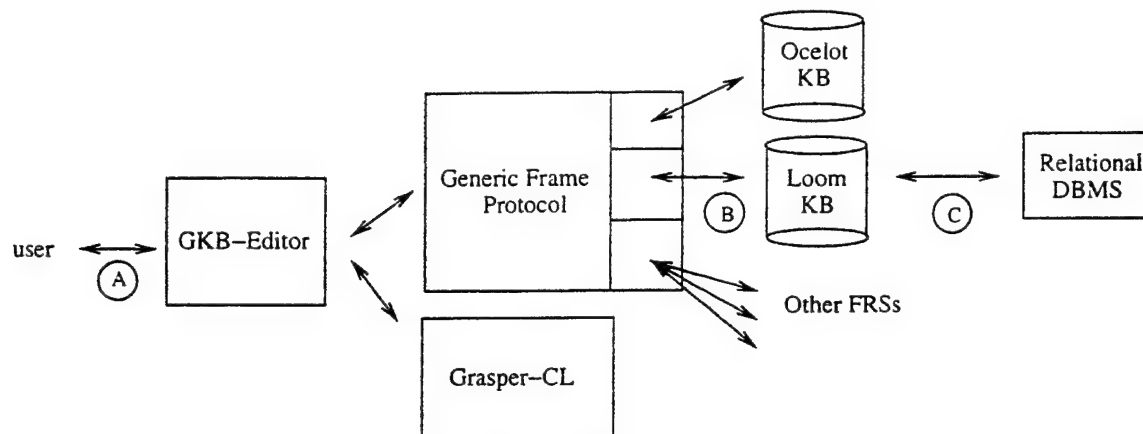 Ocelot
KB
Generic Frame
Protocol
Loom
KB
Relational
DBMS
B
C
user
A
GKB–Editor
Other FRSs
Grasper–CL